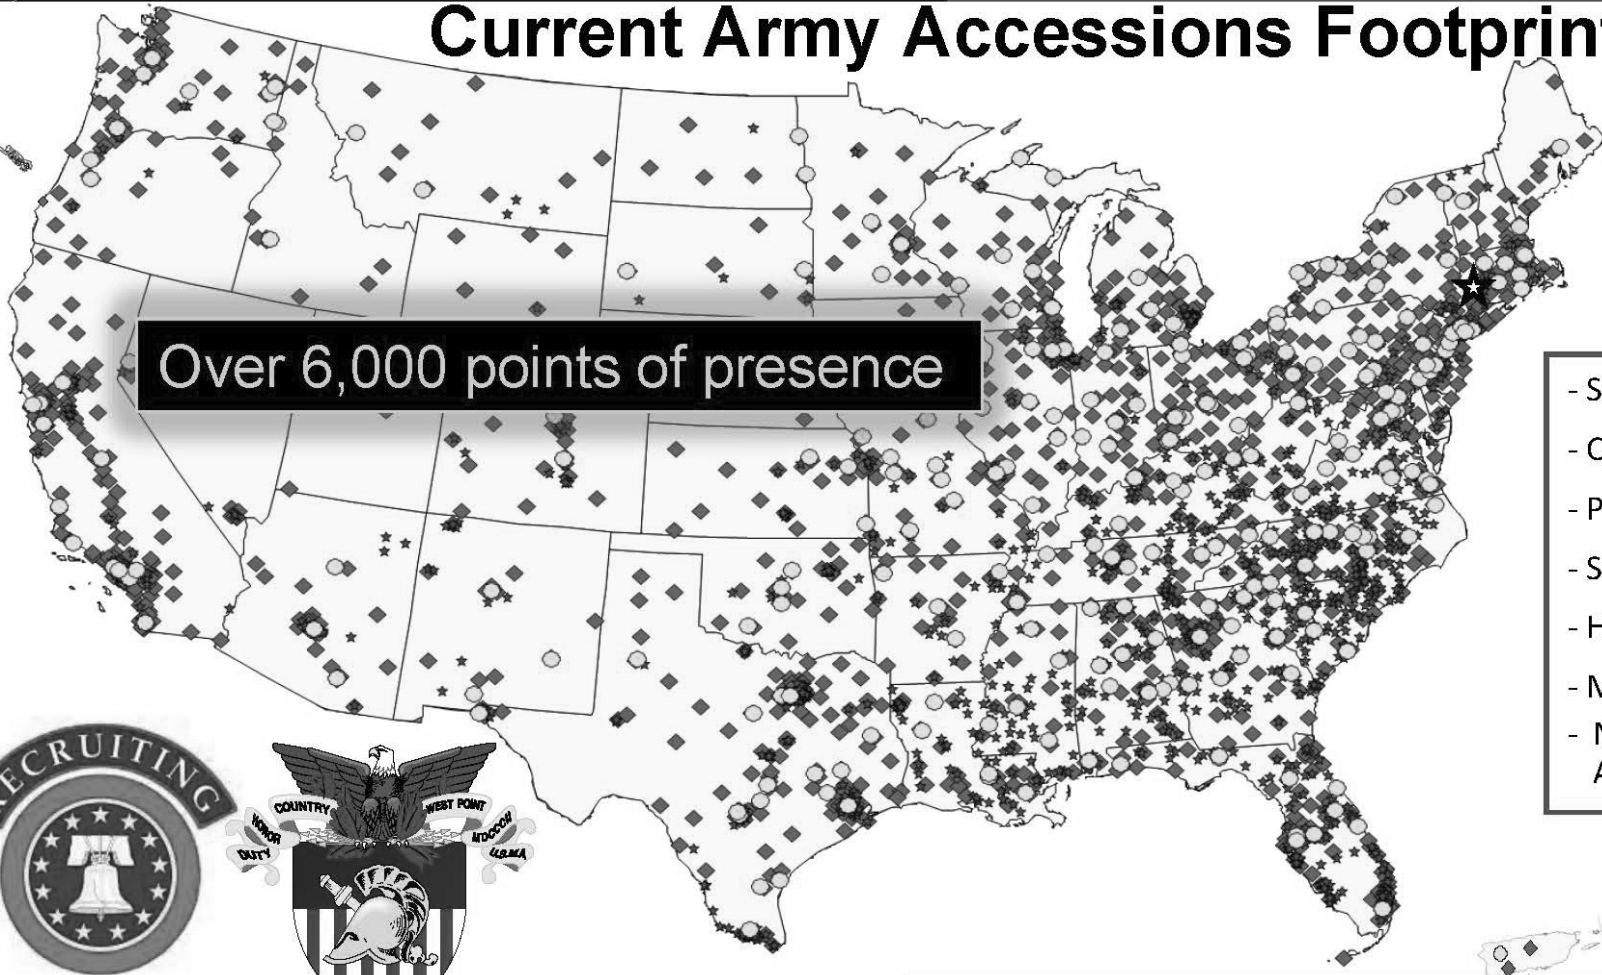 Current Army Accessions Footprin
Over 6,000 points of presence
- S
- O
- P
- S
- H
- M
- N
A
RECRUITING
COUNTRY
WEST POINT
HONOR
MDCCCII
DUTY
U.S.M.A